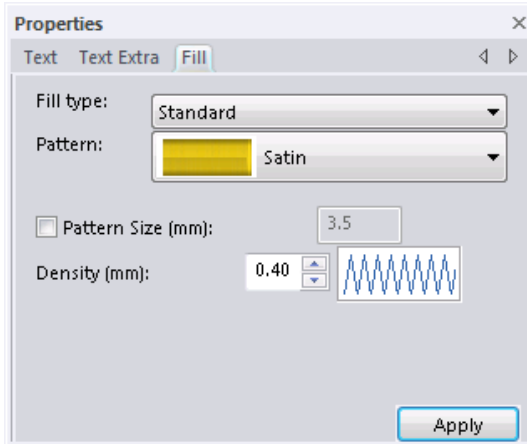 Properties
Text Text Extra Fill
Fill type: Standard
Pattern: Satin
Pattern Size (mm): 3.5
Density (mm): 0.40
Apply